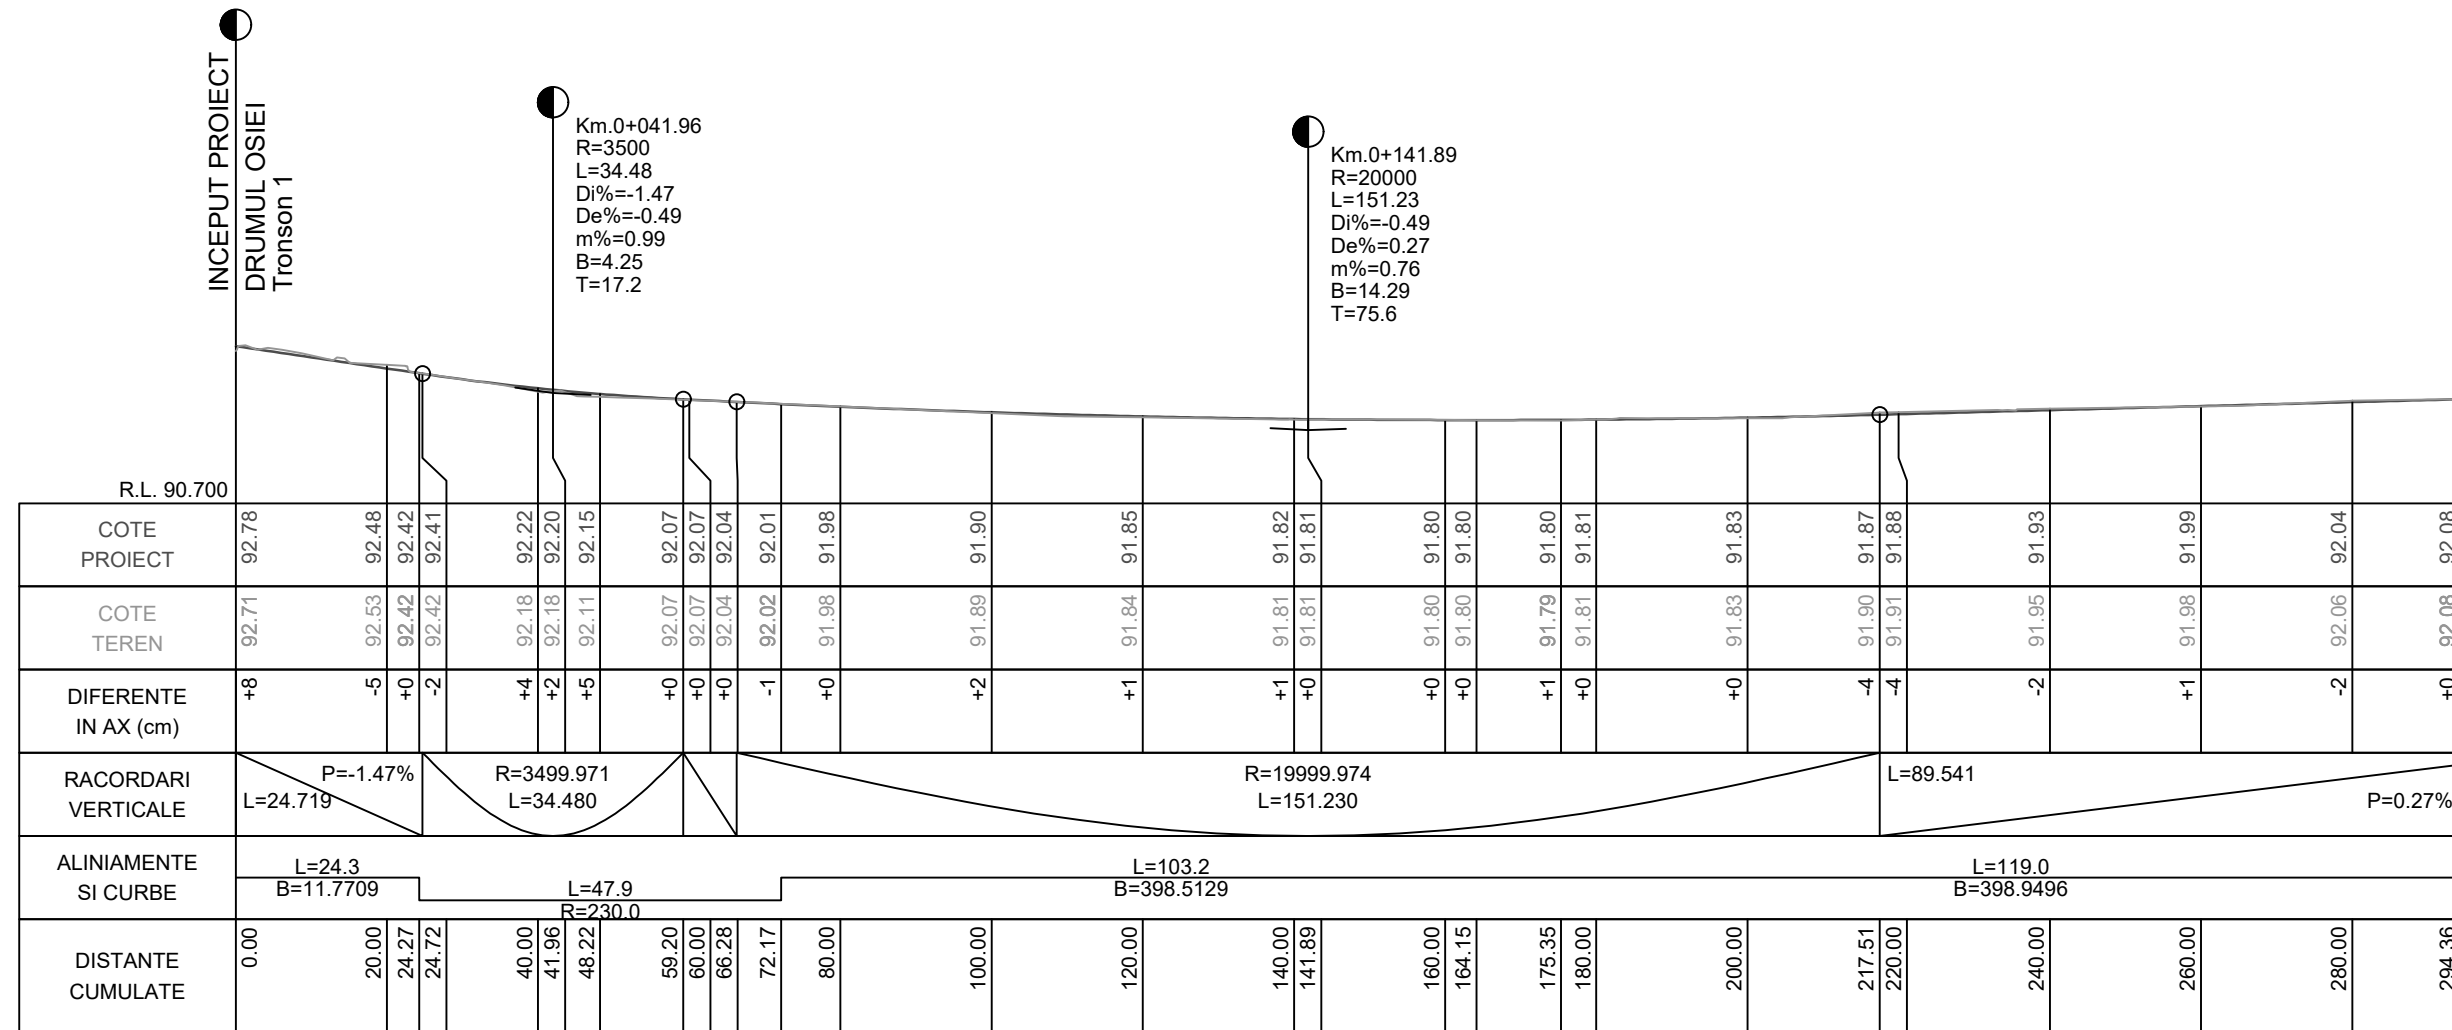 INCEPUT PROIECT
DRUMUL OSIEI
Tronson 1
Km.0+041.96
R=3500
L=34.48
Di%=-1.47
De%=-0.49
m%=0.99
B=4.25
T=17.2
Km.0+141.89
R=20000
L=151.23
Di%=-0.49
De%=0.27
m%=0.76
B=14.29
T=75.6
R.L. 90.700
COTE
PROIECT
92.78 92.48 92.42 92.41 92.22 92.20 92.15 92.07 92.07 92.04 92.01 91.98 91.90 91.85 91.82 91.81 91.80 91.80 91.80 91.81 91.83 91.87 91.88 91.93 91.99 92.04 92.08
COTE
TEREN
92.71 92.53 92.42 92.42 92.18 92.18 92.11 92.07 92.07 92.04 92.02 91.98 91.89 91.84 91.81 91.81 91.80 91.80 91.79 91.81 91.83 91.90 91.91 91.95 91.98 92.06 92.08
DIFERENTE
IN AX (cm)
+8 -5 +0 -2 +4 +2 +5 +0 +0 +0 -1 +0 +2 +1 +1 +0 +0 +0 +1 +0 +0 -4 -4 -2 +1 -2 +0
RACORDARI
VERTICALE
P=-1.47%
L=24.719
R=3499.971
L=34.480
R=19999.974
L=151.230
L=89.541
P=0.27%
ALINIAMENTE
SI CURBE
L=24.3
B=11.7709
L=47.9
R=230.0
L=103.2
B=398.5129
L=119.0
B=398.9496
DISTANTE
CUMULATE
0.00 20.00 24.27 24.72 40.00 41.96 48.22 59.20 60.00 66.28 72.17 80.00 100.00 120.00 140.00 141.89 160.00 164.15 175.35 180.00 200.00 217.51 220.00 240.00 260.00 280.00 294.36